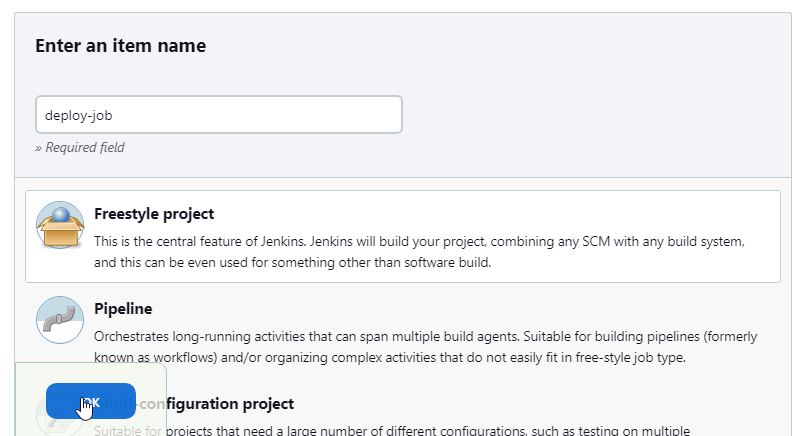 Enter an item name
deploy-job
» Required field
Freestyle project
This is the central feature of Jenkins. Jenkins will build your project, combining any SCM with any build system,
and this can be even used for something other than software build.
Pipeline
Orchestrates long-running activities that can span multiple build agents. Suitable for building pipelines (formerly
known as workflows) and/or organizing complex activities that do not easily fit in free-style job type.
OK
Multi-configuration project
Suitable for projects that need a large number of different configurations, such as testing on multiple